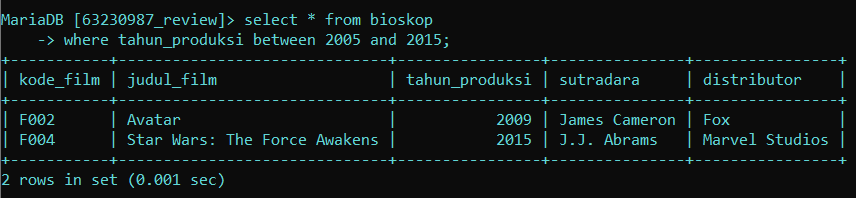 MariaDB [63230987_review]> select * from bioskop
    -> where tahun_produksi between 2005 and 2015;
+-----------+------------------------------+----------------+---------------+----------------+
| kode_film | judul_film                   | tahun_produksi | sutradara     | distributor    |
+-----------+------------------------------+----------------+---------------+----------------+
| F002      | Avatar                       |           2009 | James Cameron | Fox            |
| F004      | Star Wars: The Force Awakens |           2015 | J.J. Abrams   | Marvel Studios |
+-----------+------------------------------+----------------+---------------+----------------+
2 rows in set (0.001 sec)